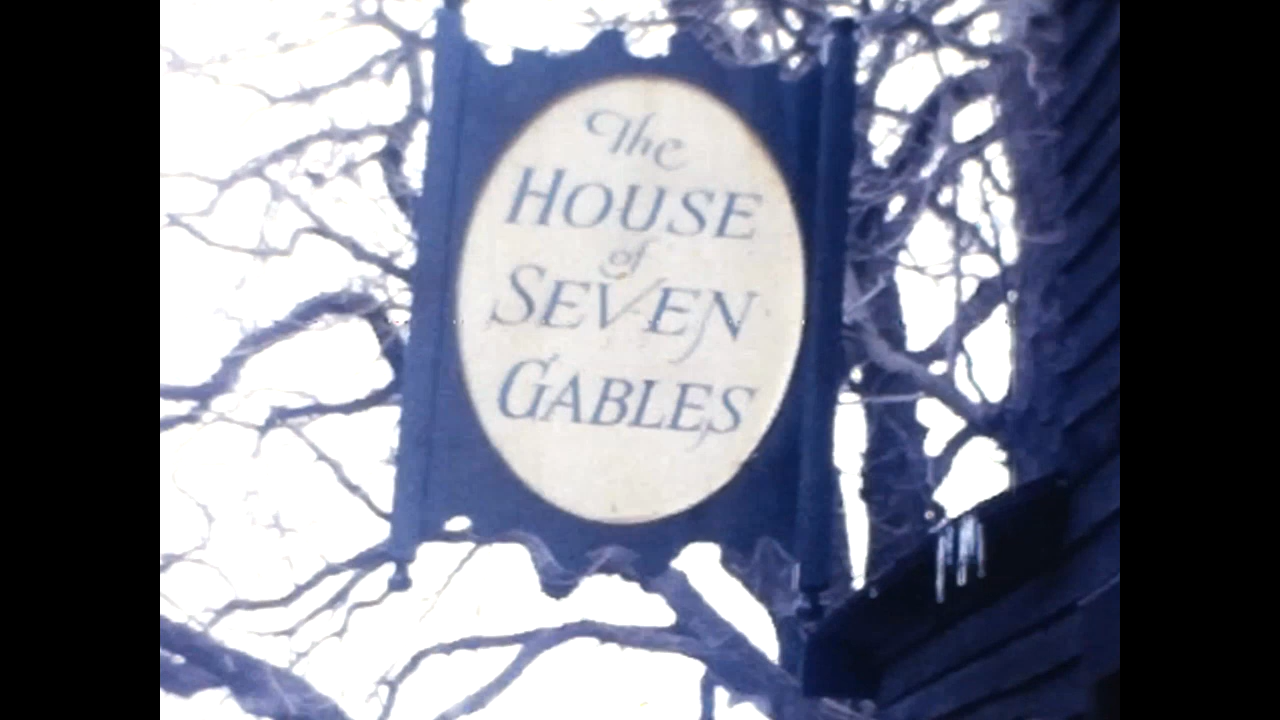 The
HOUSE
of
SEVEN
GABLES